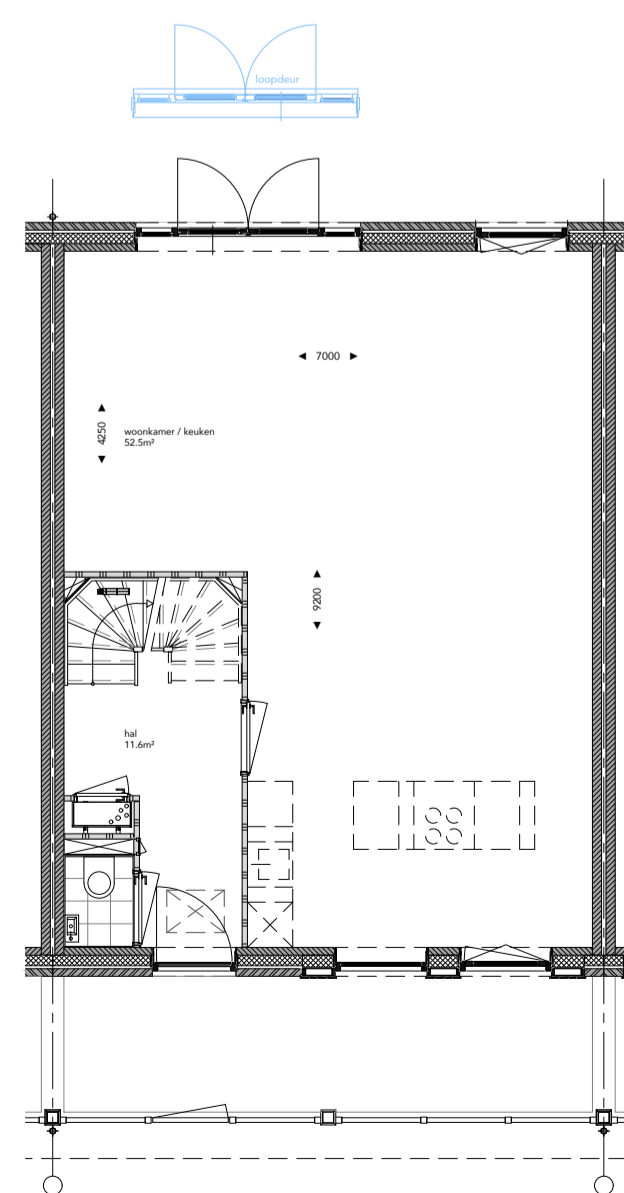 loopdeur
7000
4250
woonkamer / keuken
52.5m²
9200
hal
11.6m²